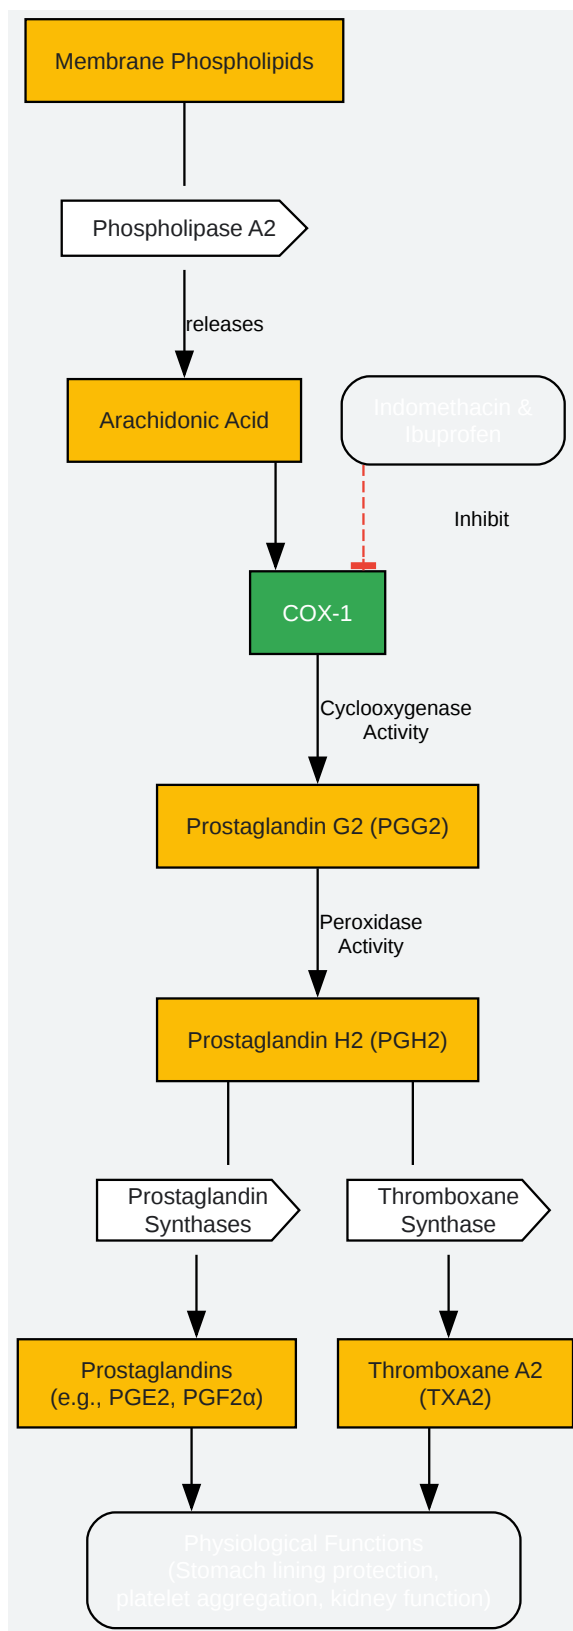 Membrane Phospholipids
Phospholipase A2
releases
Arachidonic Acid
Indomethacin &
Ibuprofen
Inhibit
COX-1
Cyclooxygenase
Activity
Prostaglandin G2 (PGG2)
Peroxidase
Activity
Prostaglandin H2 (PGH2)
Prostaglandin
Synthases
Thromboxane
Synthase
Prostaglandins
(e.g., PGE2, PGF2α)
Thromboxane A2
(TXA2)
Physiological Functions
(Stomach lining protection,
platelet aggregation, kidney function)